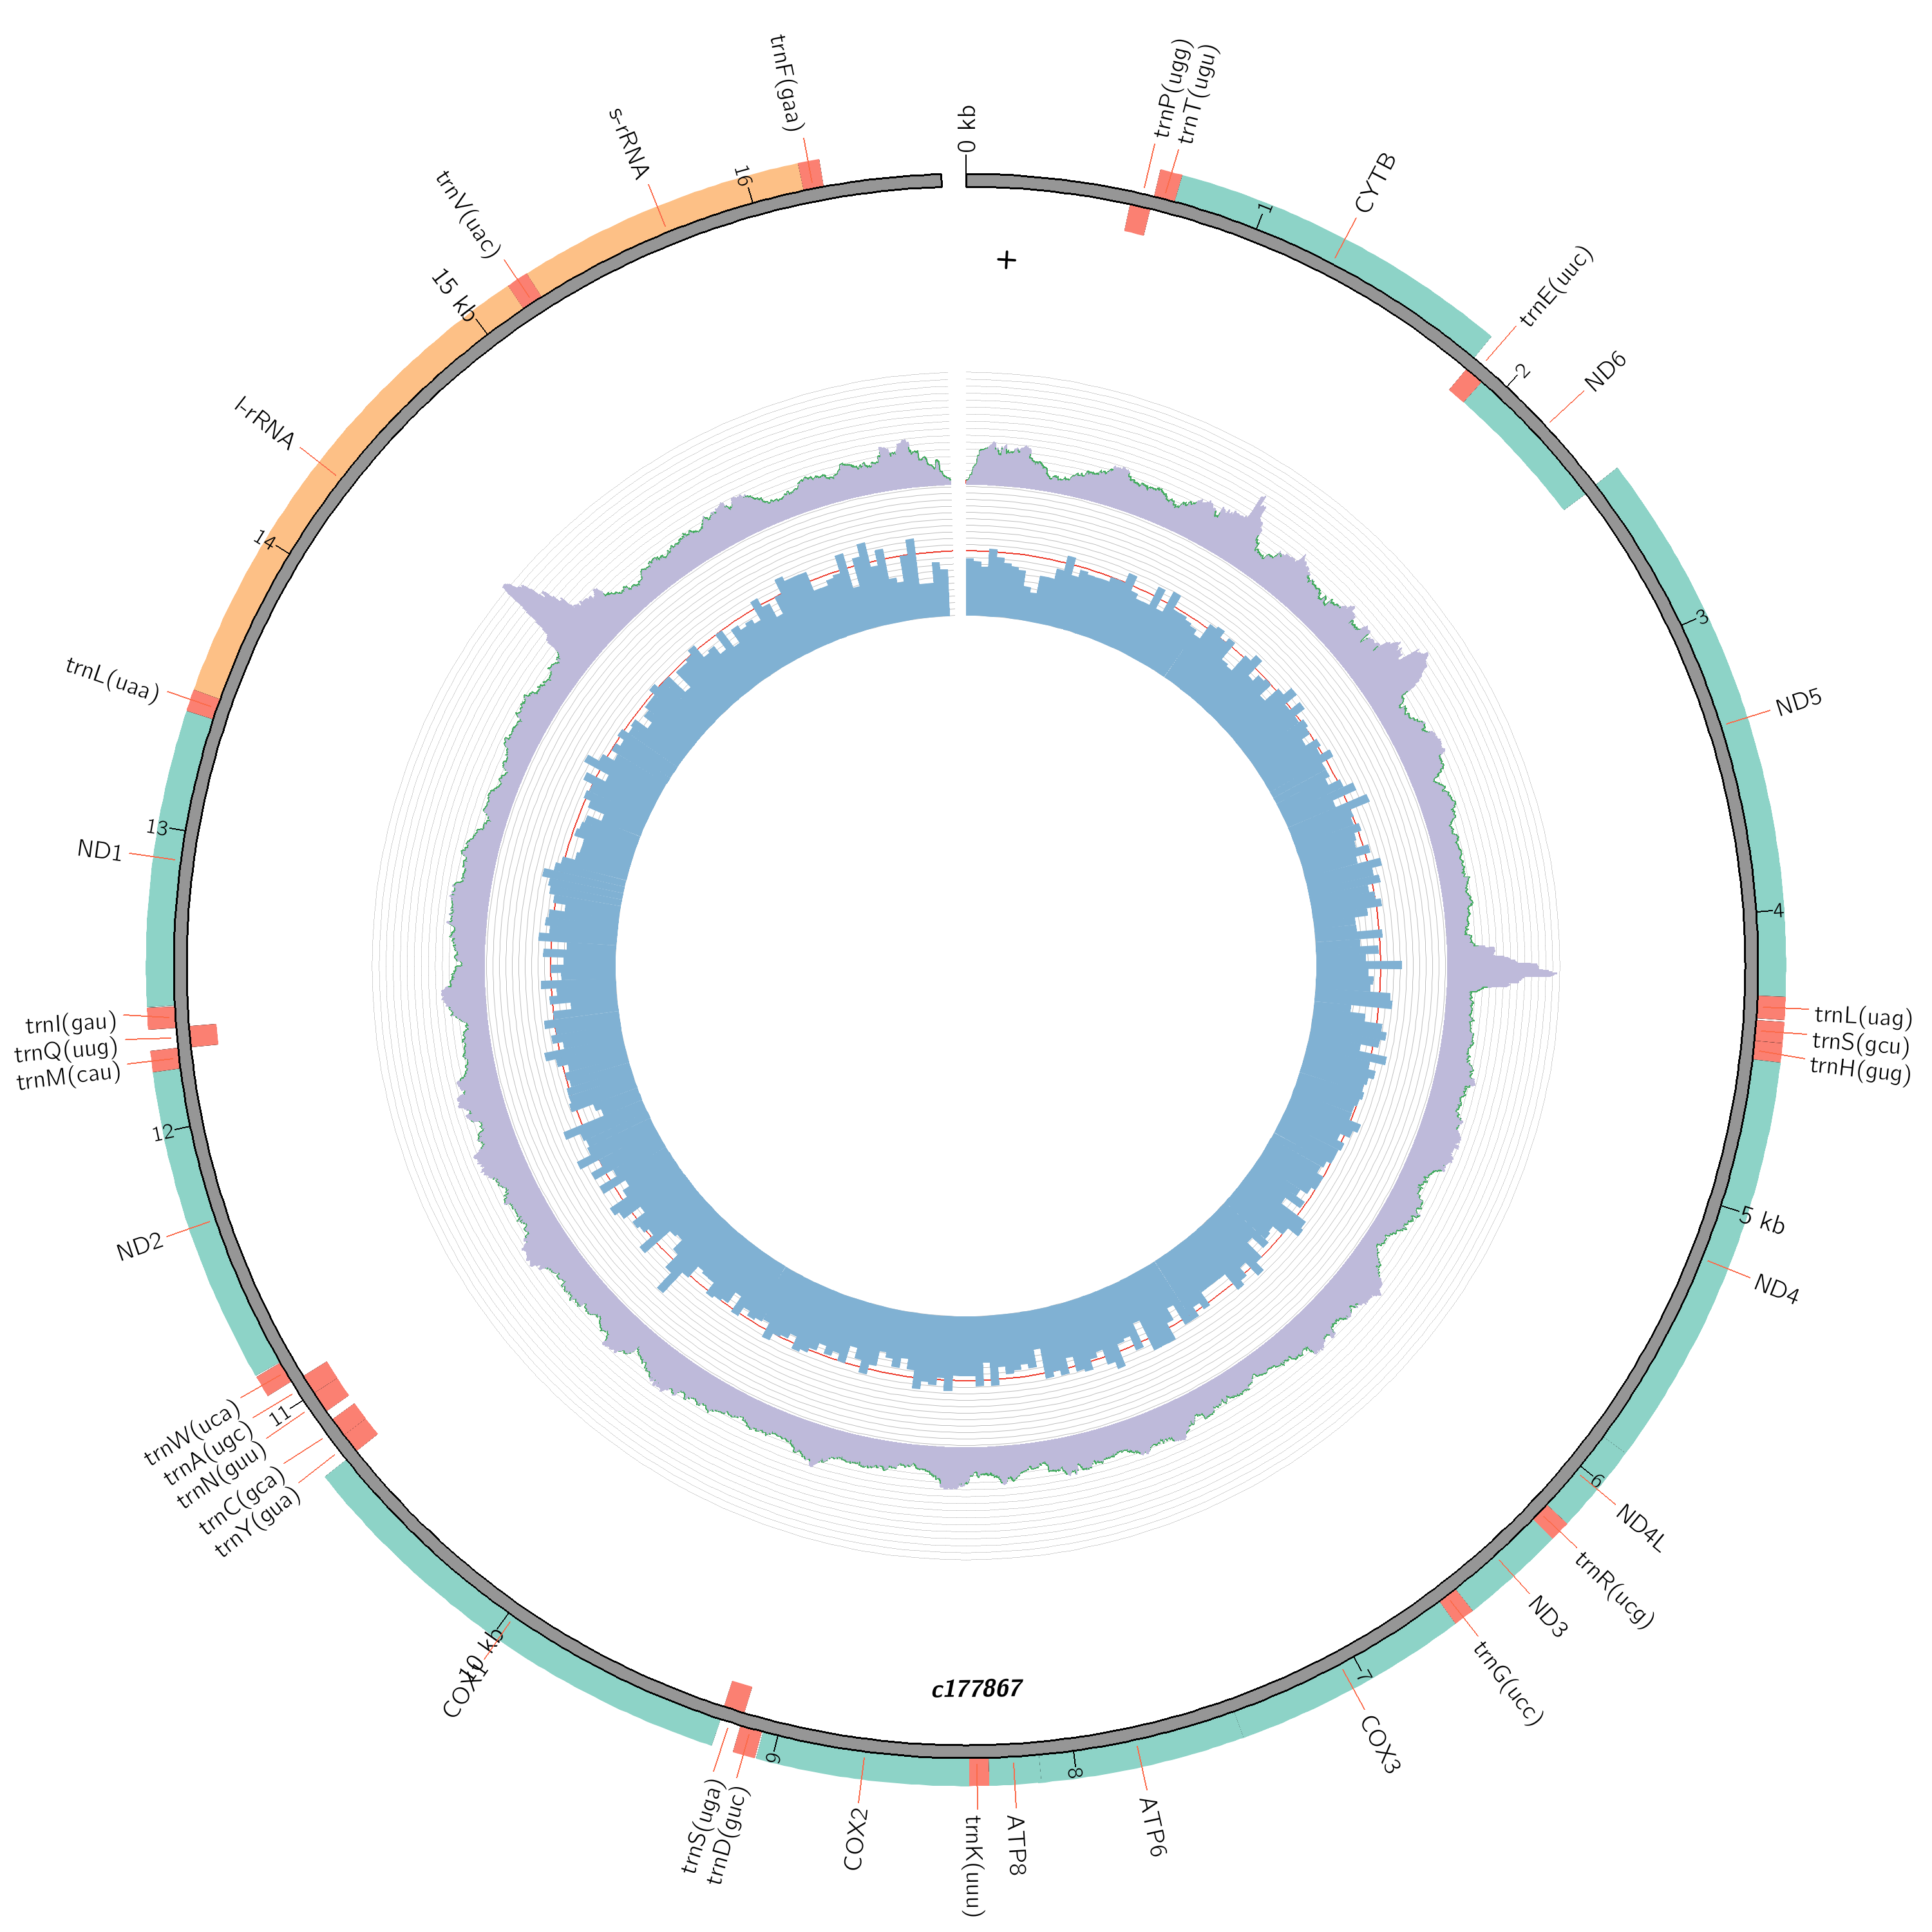 0 kb
trnP(ugg)
trnT(ugu)
1
CYTB
trnE(uuc)
2
ND6
3
ND5
4
trnL(uag)
trnS(gcu)
trnH(gug)
5 kb
ND4
6
ND4L
trnR(ucg)
ND3
trnG(ucc)
7
COX3
ATP6
8
ATP8
trnK(uuu)
COX2
9
trnD(guc)
trnS(uga)
10 kb
COX1
trnY(gua)
trnC(gca)
11
trnN(guu)
trnA(ugc)
trnW(uca)
ND2
12
trnM(cau)
trnQ(uug)
trnI(gau)
ND1
13
trnL(uaa)
14
l-rRNA
15 kb
trnV(uac)
s-rRNA
16
trnF(gaa)
+
c177867